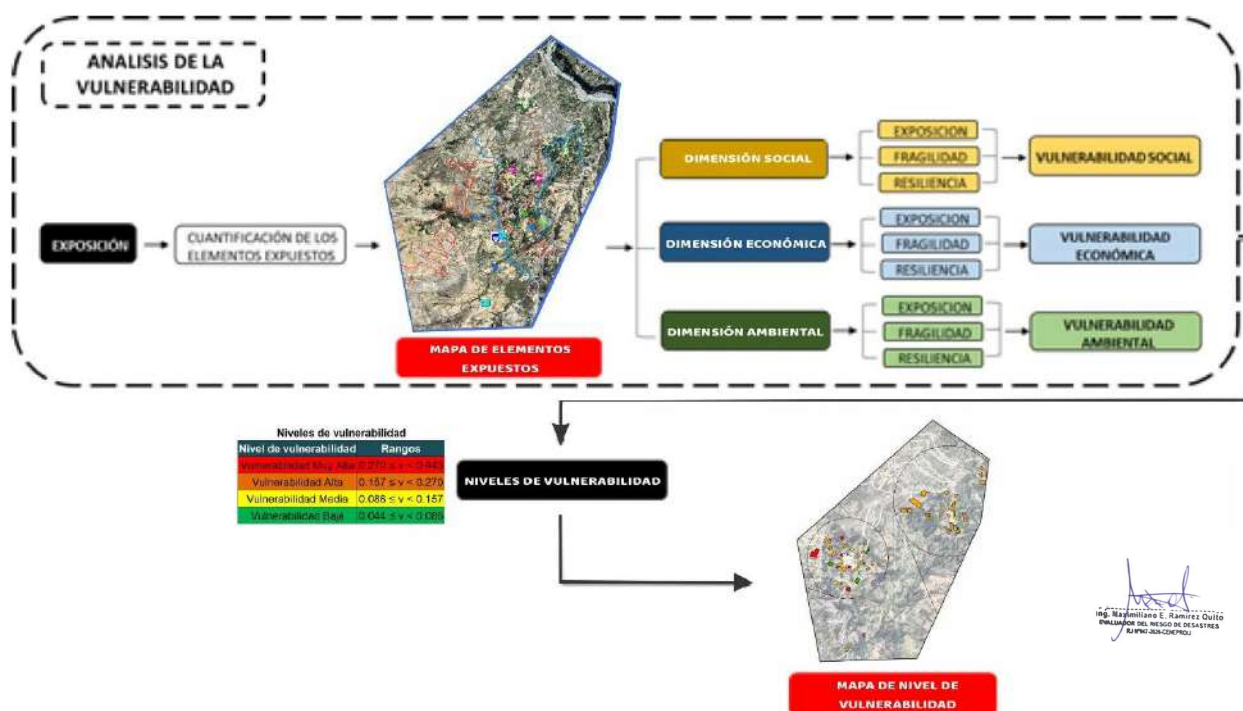 ANALISIS DE LA
VULNERABILIDAD
EXPOSICIÓN
CUANTIFICACIÓN DE LOS
ELEMENTOS EXPUESTOS
MAPA DE ELEMENTOS
EXPUESTOS
DIMENSIÓN SOCIAL
EXPOSICION
FRAGILIDAD
RESILIENCIA
VULNERABILIDAD SOCIAL
DIMENSIÓN ECONÓMICA
EXPOSICION
FRAGILIDAD
RESILIENCIA
VULNERABILIDAD
ECONÓMICA
DIMENSIÓN AMBIENTAL
EXPOSICION
FRAGILIDAD
RESILIENCIA
VULNERABILIDAD
AMBIENTAL
Niveles de vulnerabilidad
Nivel de vulnerabilidad Rangos
Vulnerabilidad Muy Alta 0.270 ≤ v <
Vulnerabilidad Alta 0.157 ≤ v < 0.270
Vulnerabilidad Media 0.086 ≤ v < 0.157
Vulnerabilidad Baja 0.044 ≤ v < 0.086
NIVELES DE VULNERABILIDAD
MAPA DE NIVEL DE
VULNERABILIDAD
Ing. Maximiliano E. Ramirez Quito
EVALUADOR DEL RIESGO DE DESASTRES